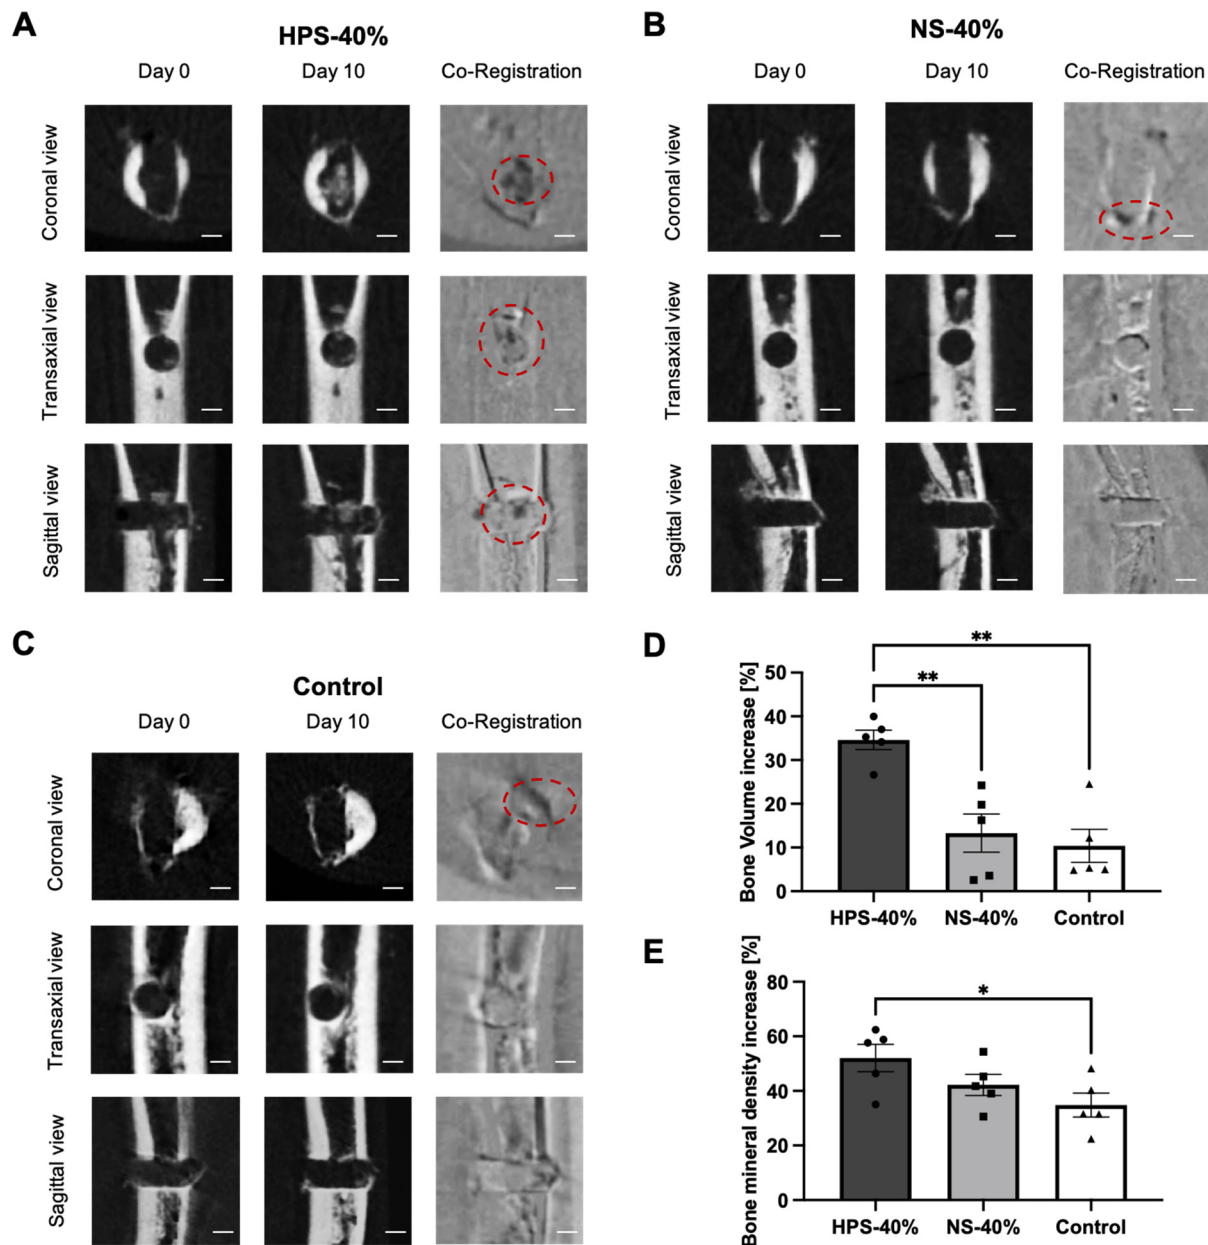 A
HPS-40%
Day 0
Day 10
Co-Registration
Coronal view
Transaxial view
Sagittal view
B
NS-40%
Day 0
Day 10
Co-Registration
Coronal view
Transaxial view
Sagittal view
C
Control
Day 0
Day 10
Co-Registration
Coronal view
Transaxial view
Sagittal view
D
Bone Volume increase [%]
50
40
30
20
10
0
**
**
HPS-40%
NS-40%
Control
E
Bone mineral density increase [%]
80
60
40
20
0
*
HPS-40%
NS-40%
Control